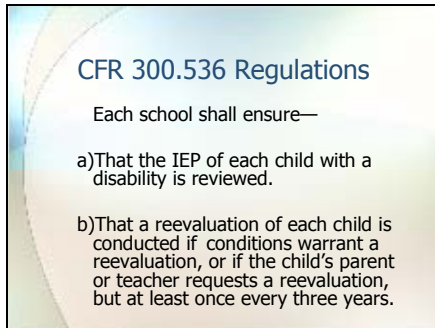 CFR 300.536 Regulations
Each school shall ensure—
a)That the IEP of each child with a
disability is reviewed.
b)That a reevaluation of each child is
conducted if conditions warrant a
reevaluation, or if the child's parent
or teacher requests a reevaluation,
but at least once every three years.